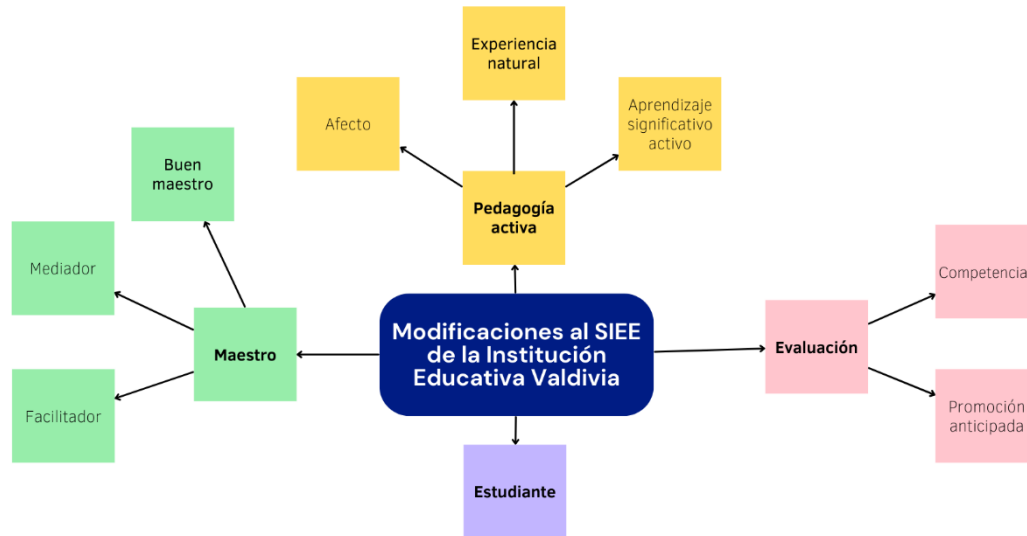 Experiencia
natural
Afecto
Aprendizaje
significativo
activo
Buen
maestro
Pedagogía
activa
Mediador
Competencia
Modificaciones al SIEE
de la Institución
Educativa Valdivia
Maestro
Evaluación
Facilitador
Promoción
anticipada
Estudiante